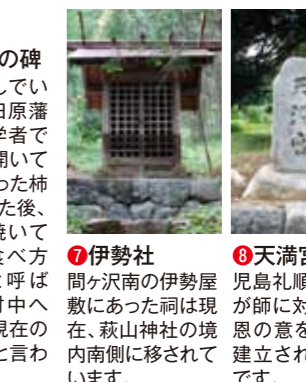 の碑
しんでい
田原藩
学者で
開いて
った柿
た後、
焼いて
食べ方
と呼ば
村中へ
現在の
と言わ
❼伊勢社
間ヶ沢南の伊勢屋
敷にあった祠は現
在、萩山神社の境
内南側に移されて
います。
❽天満宮
児島礼順
が師に対
恩の意を
建立され
です。